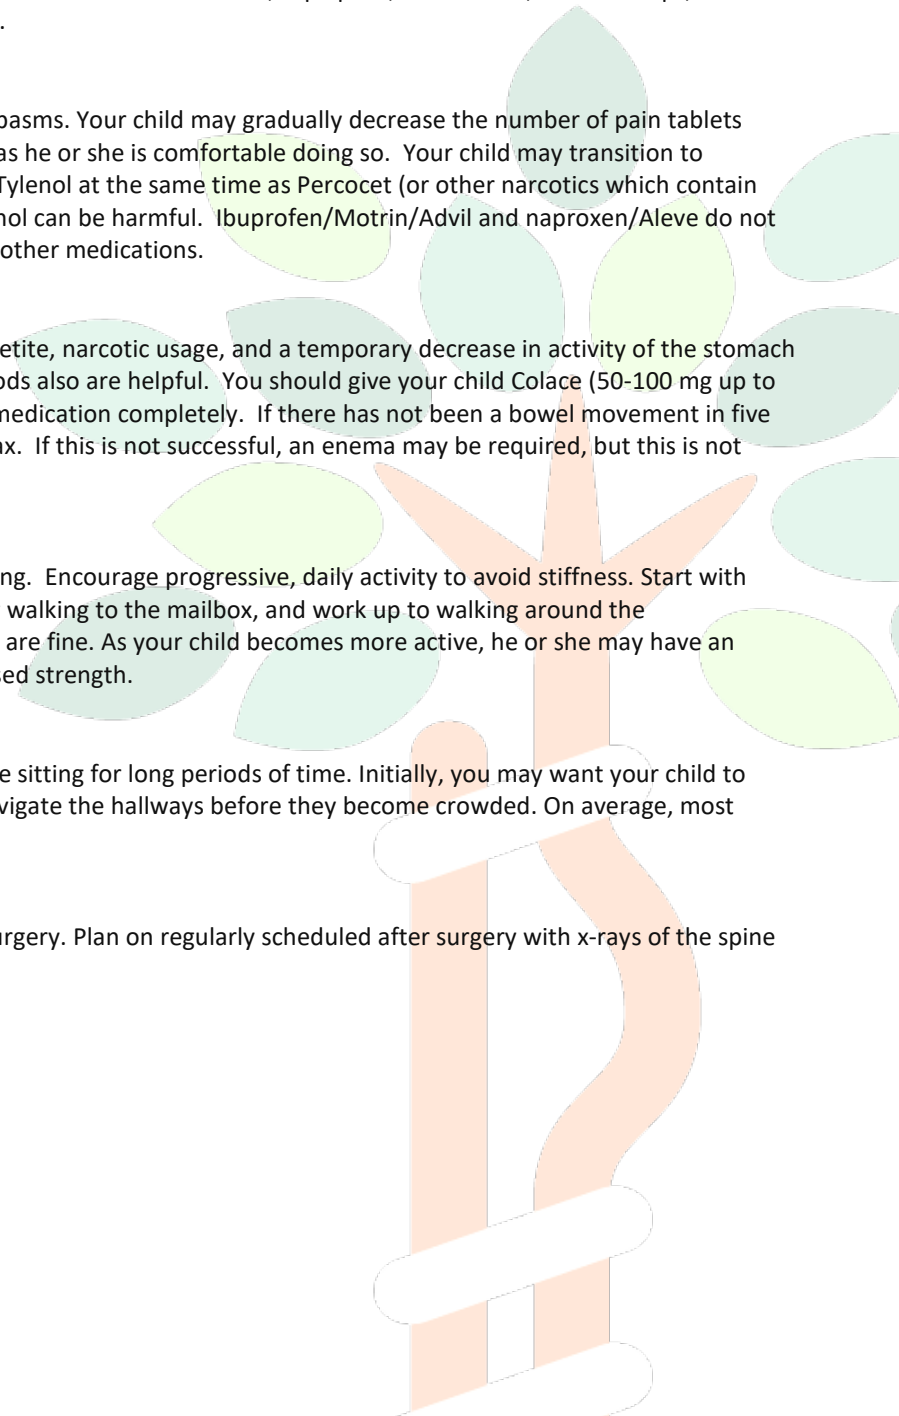 .
pasms. Your child may gradually decrease the number of pain tablets
as he or she is comfortable doing so.  Your child may transition to
Tylenol at the same time as Percocet (or other narcotics which contain
nol can be harmful.  Ibuprofen/Motrin/Advil and naproxen/Aleve do not
other medications.
etite, narcotic usage, and a temporary decrease in activity of the stomach
ods also are helpful.  You should give your child Colace (50-100 mg up to
medication completely.  If there has not been a bowel movement in five
ax.  If this is not successful, an enema may be required, but this is not
ng.  Encourage progressive, daily activity to avoid stiffness. Start with
walking to the mailbox, and work up to walking around the
are fine. As your child becomes more active, he or she may have an
sed strength.
e sitting for long periods of time. Initially, you may want your child to
vigate the hallways before they become crowded. On average, most
urgery. Plan on regularly scheduled after surgery with x-rays of the spine